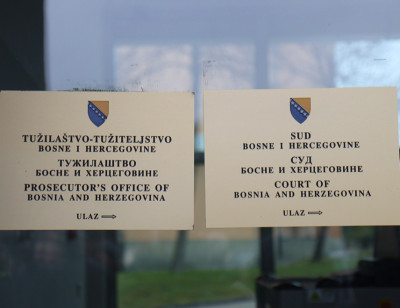 TUŽILAŠTVO-TUŽITELJSTVO
BOSNE I HERCEGOVINE
ТУЖИЛАШТВО
БОСНЕ И ХЕРЦЕГОВИНЕ
PROSECUTOR'S OFFICE OF
BOSNIA AND HERZEGOVINA
ULAZ ⇨
SUD
BOSNE I HERCEGOVINE
СУД
БОСНЕ И ХЕРЦЕГОВИНЕ
COURT OF
BOSNIA AND HERZEGOVINA
ULAZ ⇨